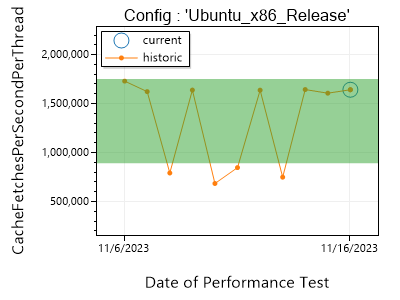 Config : 'Ubuntu_x86_Release'
CacheFetchesPerSecondPerThread
current
historic
2,000,000
1,500,000
1,000,000
500,000
11/6/2023
11/16/2023
Date of Performance Test